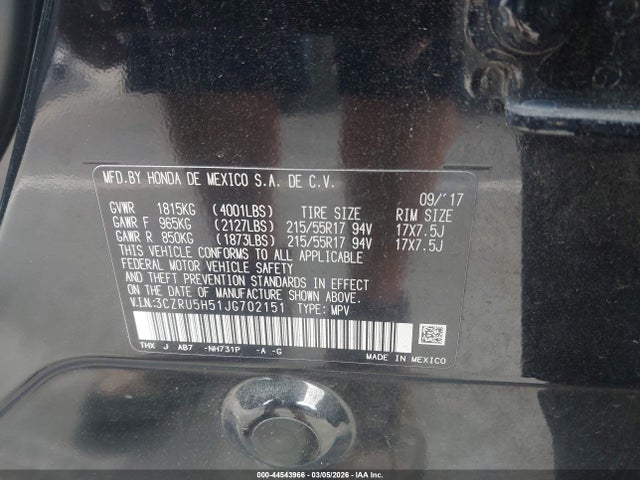 MFD.BY HONDA DE MEXICO S.A. DE C.V.
09/'17
GVWR 1815KG (4001LBS) TIRE SIZE RIM SIZE
GAWR F 965KG (2127LBS) 215/55R17 94V 17X7.5J
GAWR R 850KG (1873LBS) 215/55R17 94V 17X7.5J
THIS VEHICLE CONFORMS TO ALL APPLICABLE
FEDERAL MOTOR VEHICLE SAFETY
STANDARDS IN EFFECT
ON THE DATE OF MANUFACTURE SHOWN ABOVE.
V.I.N:3CZRU5H51JG702151 TYPE: MPV
THX J AB7 -NH731P -A -G
MADE IN MEXICO
000-44543966 — 03/05/2026 — IAA Inc.